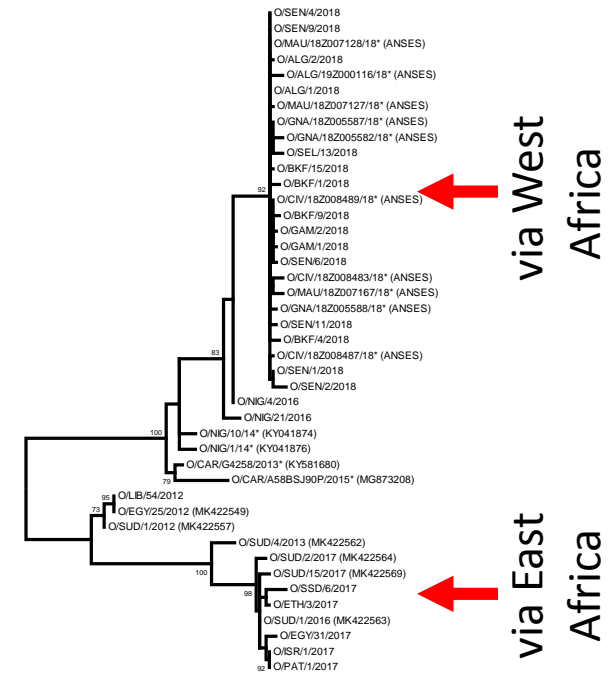 O/SEN/4/2018
O/SEN/9/2018
O/MAU/18Z007128/18* (ANSES)
O/ALG/2/2018
O/ALG/19Z000116/18* (ANSES)
O/ALG/1/2018
O/MAU/18Z007127/18* (ANSES)
O/GNA/18Z005587/18* (ANSES)
O/GNA/18Z005582/18* (ANSES)
O/SEL/13/2018
O/BKF/15/2018
O/BKF/1/2018
92
O/CIV/18Z008489/18* (ANSES)
O/BKF/9/2018
O/GAM/2/2018
O/GAM/1/2018
O/SEN/6/2018
O/CIV/18Z008483/18* (ANSES)
O/MAU/18Z007167/18* (ANSES)
O/GNA/18Z005588/18* (ANSES)
O/SEN/11/2018
O/BKF/4/2018
83
O/CIV/18Z008487/18* (ANSES)
O/SEN/1/2018
O/SEN/2/2018
O/NIG/4/2016
O/NIG/21/2016
100
O/NIG/10/14* (KY041874)
O/NIG/1/14* (KY041876)
O/CAR/G4258/2013* (KY581680)
79
O/CAR/A58BSJ90P/2015* (MG873208)
95
O/LIB/54/2012
73
O/EGY/25/2012 (MK422549)
O/SUD/1/2012 (MK422557)
O/SUD/4/2013 (MK422562)
O/SUD/2/2017 (MK422564)
100
O/SUD/15/2017 (MK422569)
98
O/SSD/6/2017
O/ETH/3/2017
O/SUD/1/2016 (MK422563)
O/EGY/31/2017
O/ISR/1/2017
92
O/PAT/1/2017
via West
Africa
via East
Africa